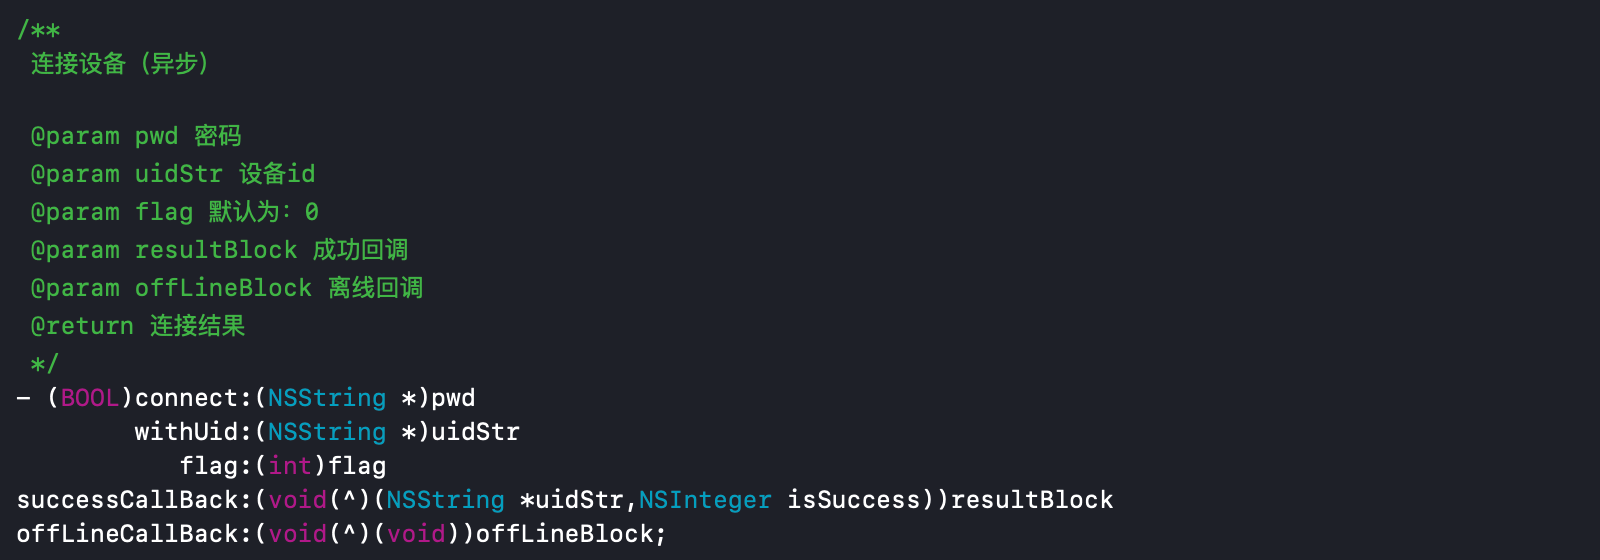 /**
连接设备（异步）
@param pwd 密码
@param uidStr 设备id
@param flag 默认为：0
@param resultBlock 成功回调
@param offLineBlock 离线回调
@return 连接结果
*/
- (BOOL)connect:(NSString *)pwd
withUid:(NSString *)uidStr
flag:(int)flag
successCallBack:(void(^)(NSString *uidStr,NSInteger isSuccess))resultBlock
offLineCallBack:(void(^)(void))offLineBlock;